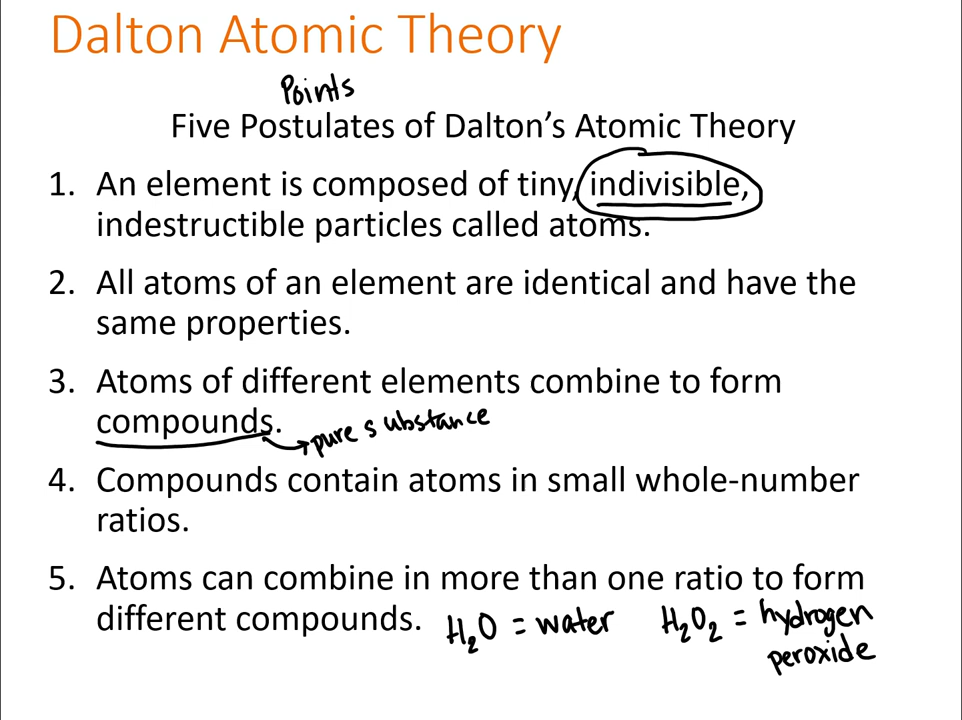 Dalton Atomic Theory
Points
Five Postulates of Dalton's Atomic Theory
1. An element is composed of tiny, indivisible,
indestructible particles called atoms.
2. All atoms of an element are identical and have the
same properties.
3. Atoms of different elements combine to form
compounds. pure substance
4. Compounds contain atoms in small whole-number
ratios.
5. Atoms can combine in more than one ratio to form
different compounds. H₂O = water H₂O₂ = hydrogen
peroxide